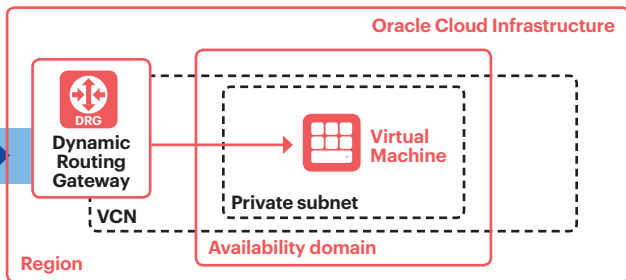 Oracle Cloud Infrastructure
DRG
Dynamic
Routing
Gateway
Virtual
Machine
Private subnet
VCN
Availability domain
Region